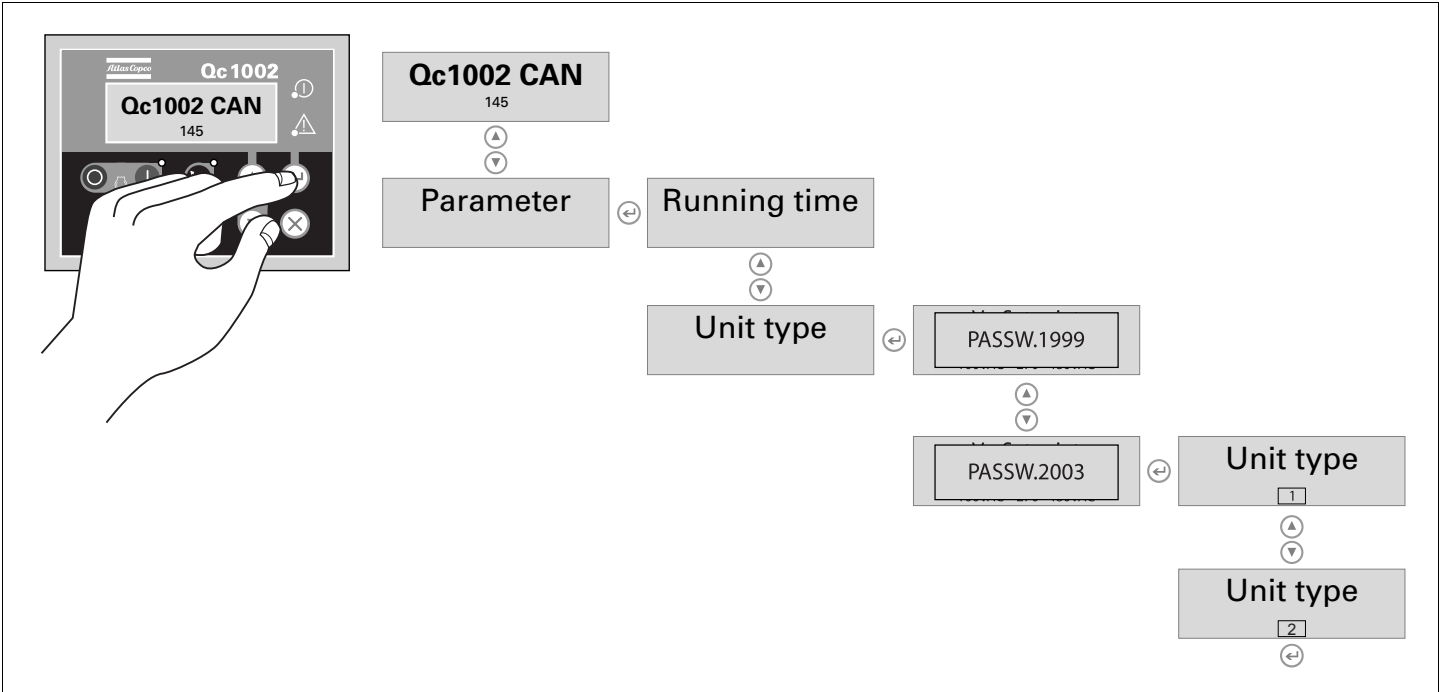 Atlas Copco
Qc1002
Qc1002 CAN
145
Qc1002 CAN
145
Parameter
Running time
Unit type
PASSW.1999
PASSW.2003
Unit type
1
Unit type
2